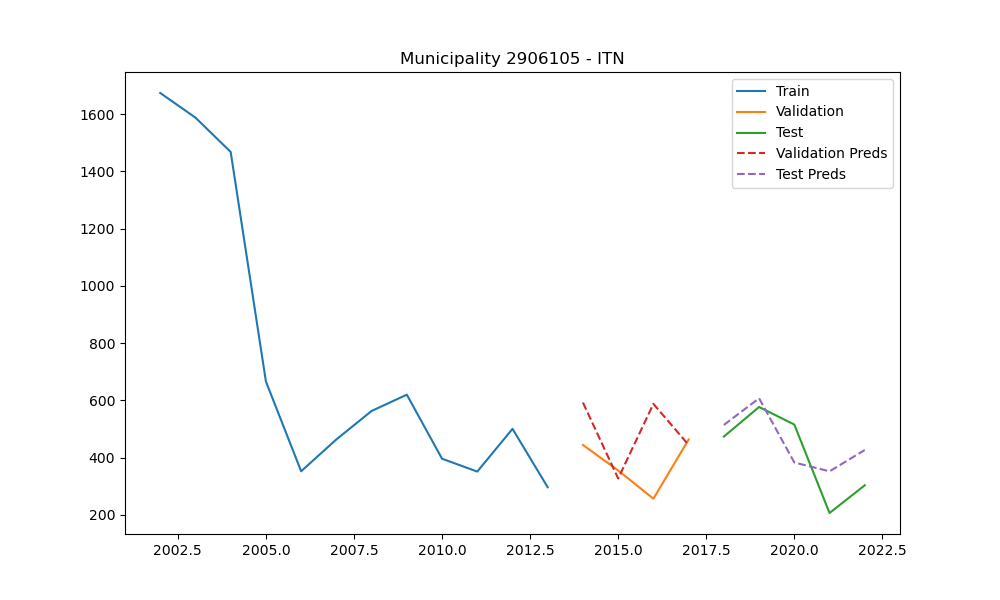 Municipality 2906105 - ITN
Train
Validation
Test
Validation Preds
Test Preds
1600
1400
1200
1000
800
600
400
200
2002.5 2005.0 2007.5 2010.0 2012.5 2015.0 2017.5 2020.0 2022.5